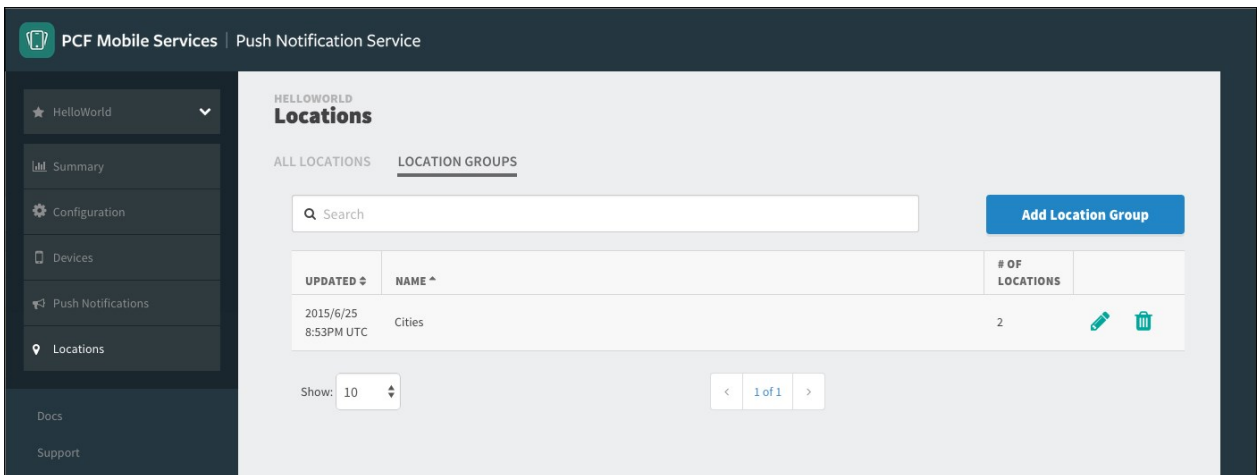 PCF Mobile Services | Push Notification Service
HelloWorld
Summary
Configuration
Devices
Push Notifications
Locations
Docs
Support
HELLOWORLD
Locations
ALL LOCATIONS LOCATION GROUPS
Search
Add Location Group
UPDATED NAME # OF
LOCATIONS
2015/6/25
8:53PM UTC
Cities 2
Show: 10
< 1 of 1 >